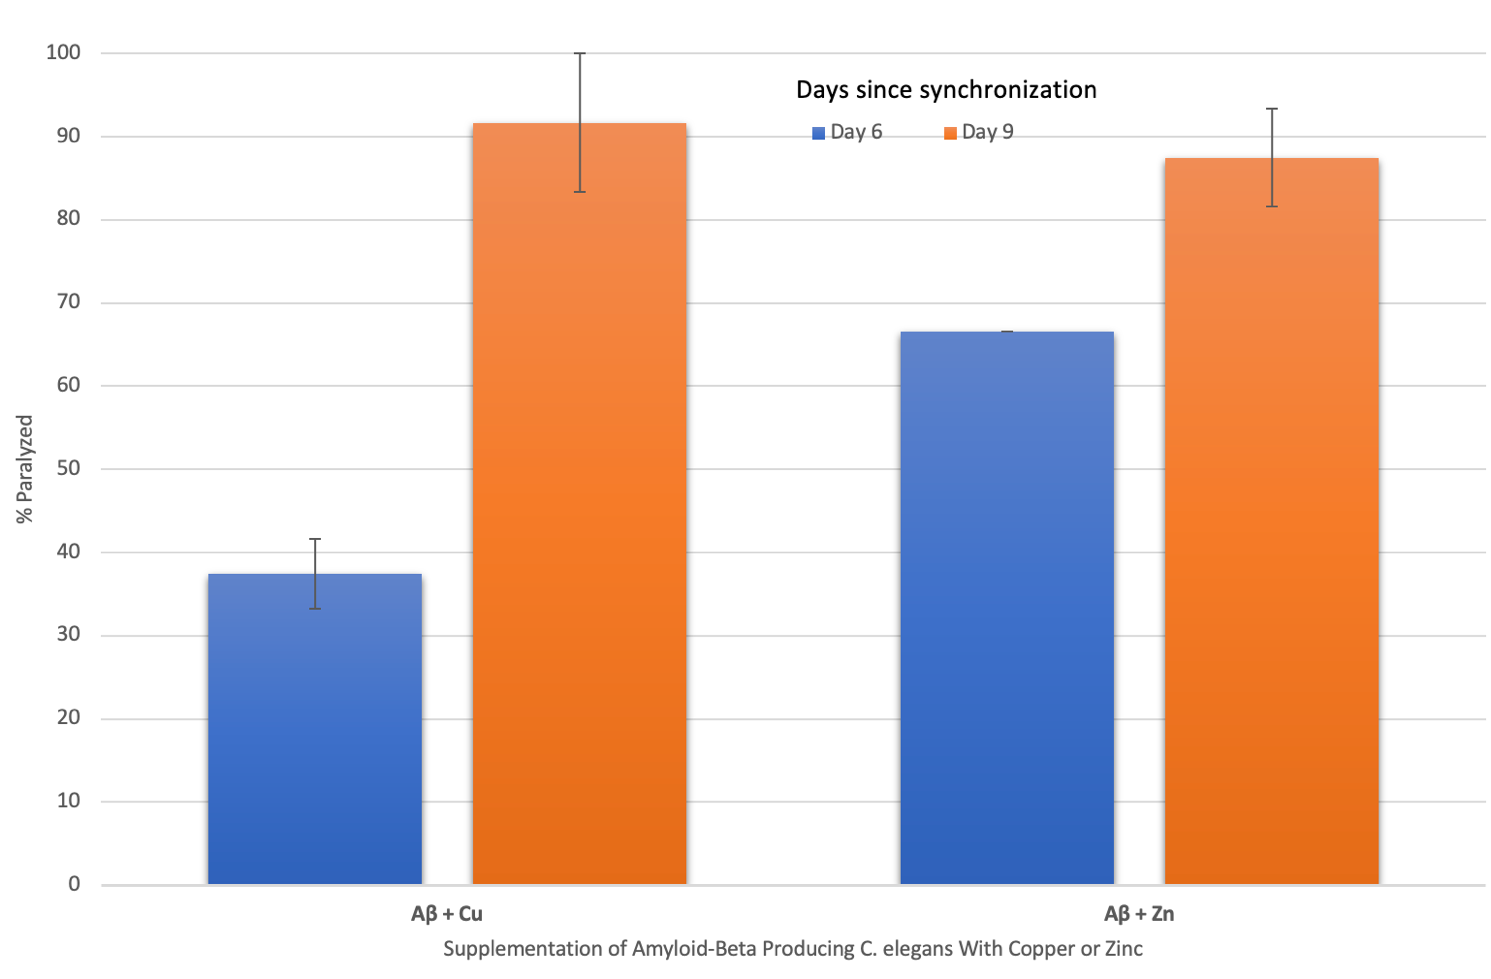 100
90
80
70
60
50
40
30
20
10
0
% Paralyzed
Days since synchronization
Day 6 Day 9
Aβ + Cu Aβ + Zn
Supplementation of Amyloid-Beta Producing C. elegans With Copper or Zinc